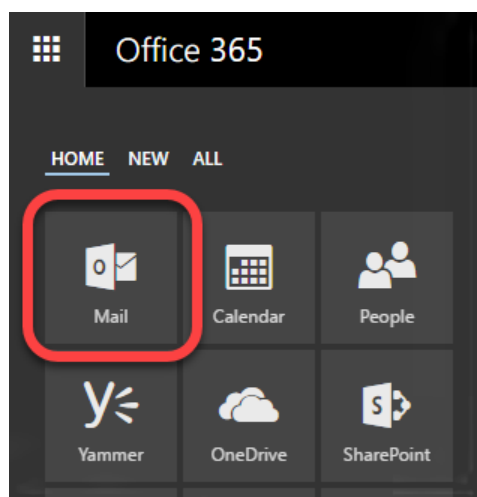 Office 365
HOME NEW ALL
Mail Calendar People
Yammer OneDrive SharePoint